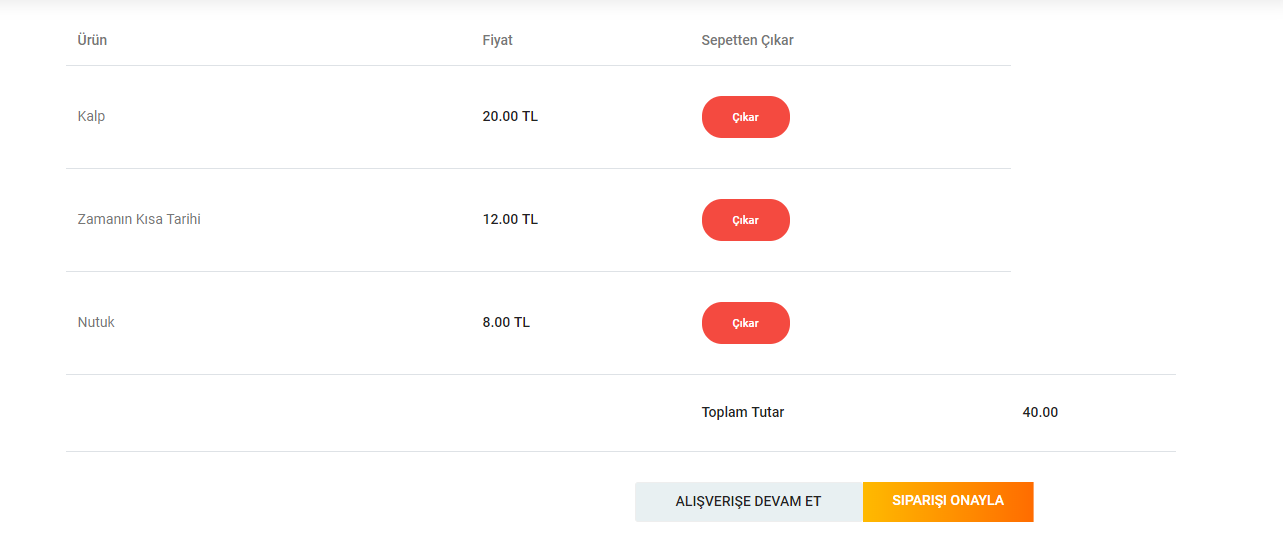 Ürün Fiyat Sepetten Çıkar
Kalp 20.00 TL Çıkar
Zamanın Kısa Tarihi 12.00 TL Çıkar
Nutuk 8.00 TL Çıkar
Toplam Tutar 40.00
ALIŞVERIŞE DEVAM ET SIPARIŞI ONAYLA